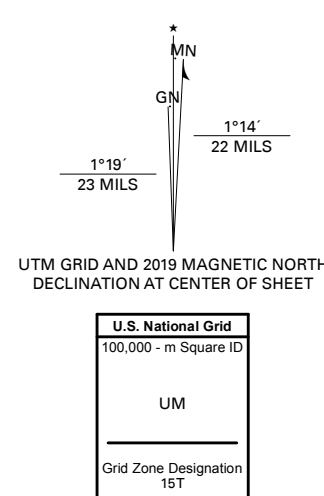 ★
MN
GN
1°14´
22 MILS
1°19´
23 MILS
UTM GRID AND 2019 MAGNETIC NORTH
DECLINATION AT CENTER OF SHEET
U.S. National Grid
100,000 - m Square ID
UM
Grid Zone Designation
15T